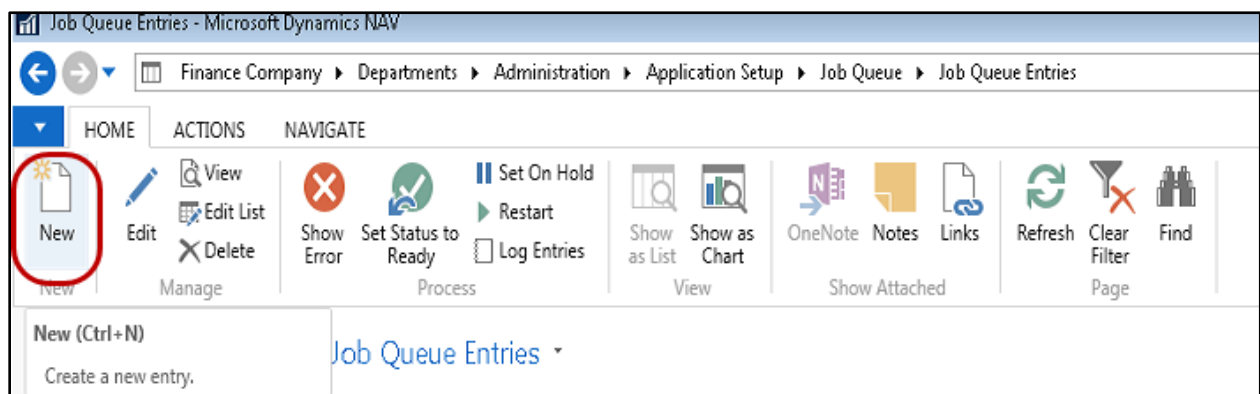 Job Queue Entries - Microsoft Dynamics NAV
Finance Company ▸ Departments ▸ Administration ▸ Application Setup ▸ Job Queue ▸ Job Queue Entries
HOME ACTIONS NAVIGATE
New
Edit
View
Edit List
Delete
Show
Error
Set Status to
Ready
Set On Hold
Restart
Log Entries
Show
as List
Show as
Chart
OneNote
Notes
Links
Refresh
Clear
Filter
Find
New Manage Process View Show Attached Page
New (Ctrl+N)
Create a new entry.
Job Queue Entries